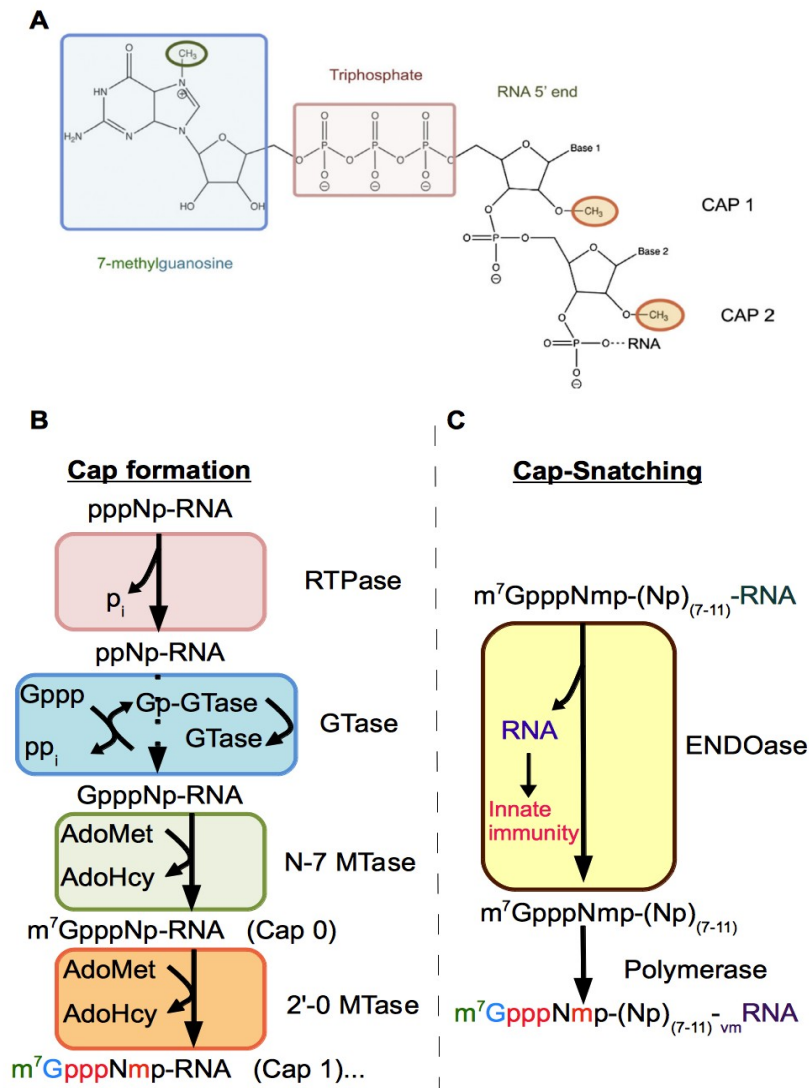 A
O
CH₃
N
⊕
HN
H₂N
N
N
O
HO
OH
7-methylguanosine
Triphosphate
O O O
O P O P O P O
O O O
⊖ ⊖ ⊖
RNA 5' end
O
Base 1
O
O—CH₃
CAP 1
O=P—O
O
⊖
O
Base 2
O
O—CH₃
CAP 2
O=P—O---RNA
O
⊖
B
Cap formation
pppNp-RNA
RTPase
pᵢ
ppNp-RNA
Gppp
Gp-GTase
ppᵢ
GTase
GTase
GpppNp-RNA
AdoMet
AdoHcy
N-7 MTase
m⁷GpppNp-RNA (Cap 0)
AdoMet
AdoHcy
2'-0 MTase
m⁷GpppNmp-RNA (Cap 1)...
C
Cap-Snatching
m⁷GpppNmp-(Np)₍₇₋₁₁₎-RNA
RNA
ENDOase
Innate
immunity
m⁷GpppNmp-(Np)₍₇₋₁₁₎
Polymerase
m⁷GpppNmp-(Np)₍₇₋₁₁₎-vmRNA